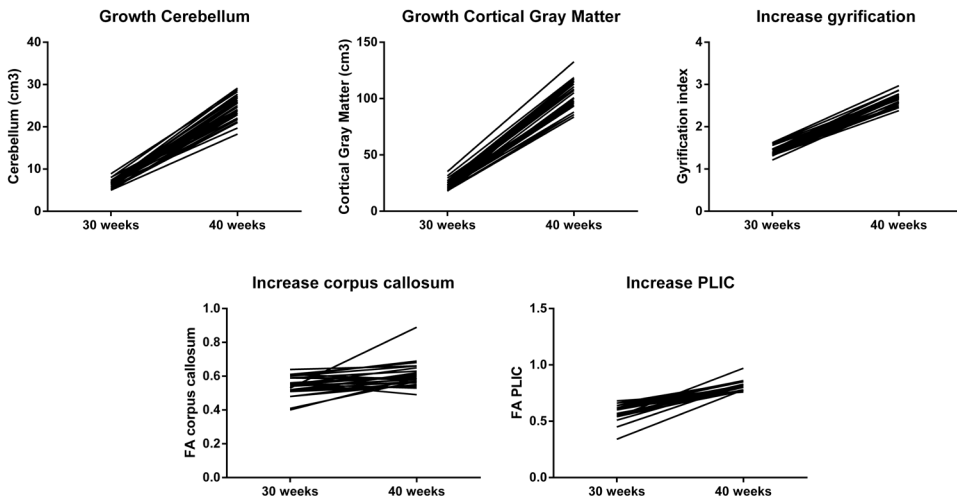 Growth Cerebellum
Cerebellum (cm3)
40
30
20
10
0
30 weeks 40 weeks
Growth Cortical Gray Matter
Cortical Gray Matter (cm3)
150
100
50
0
30 weeks 40 weeks
Increase gyrification
Gyrification index
4
3
2
1
0
30 weeks 40 weeks
Increase corpus callosum
FA corpus callosum
1.0
0.8
0.6
0.4
0.2
0.0
30 weeks 40 weeks
Increase PLIC
FA PLIC
1.5
1.0
0.5
0.0
30 weeks 40 weeks